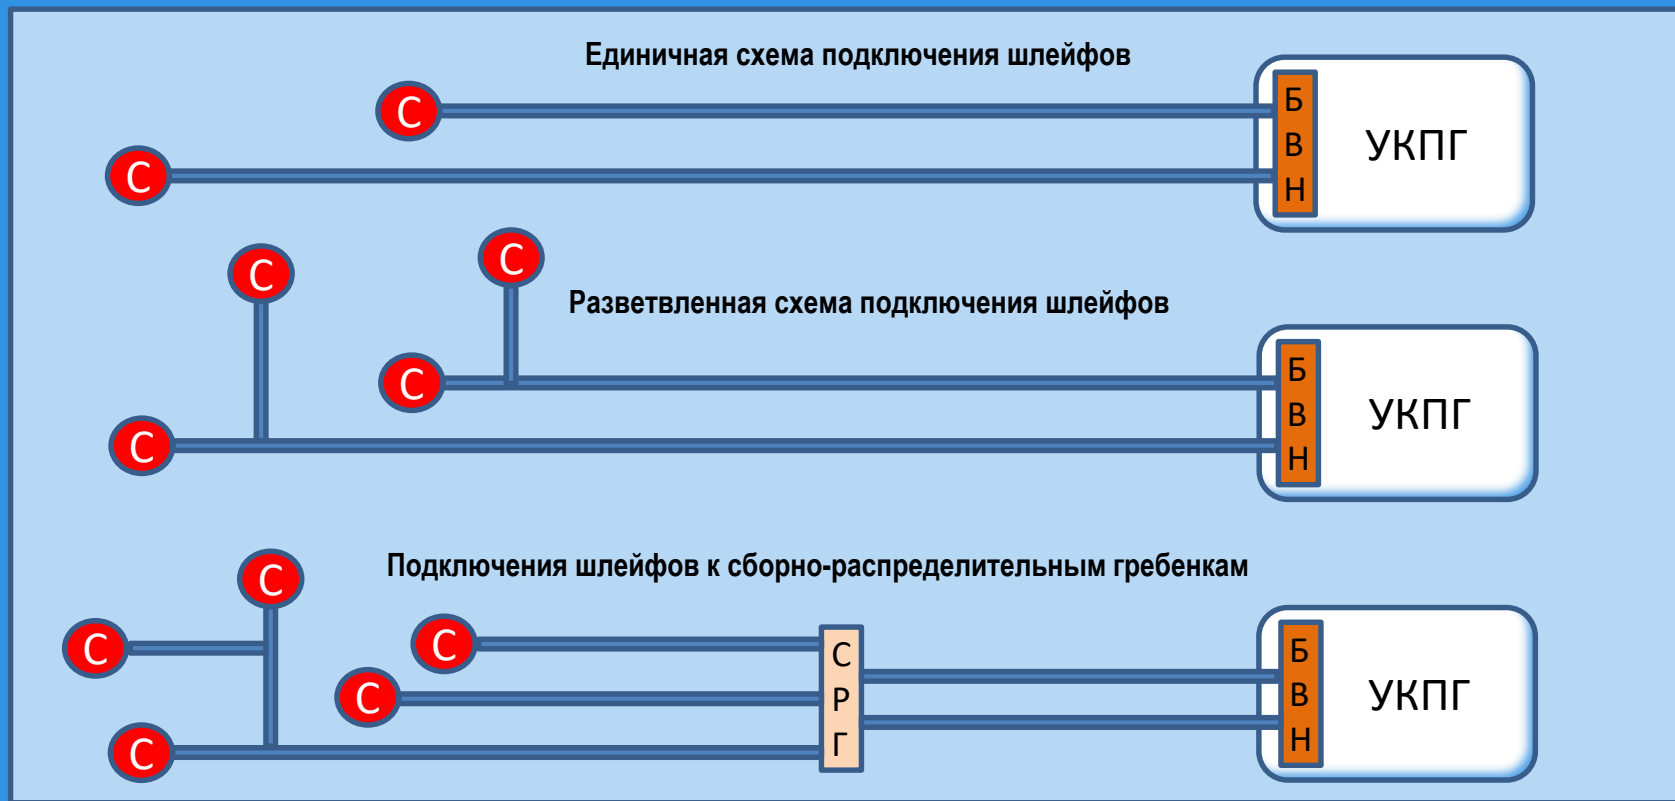 Единичная схема подключения шлейфов
С
С
Б
В
Н
УКПГ
С
С
Разветвленная схема подключения шлейфов
С
С
Б
В
Н
УКПГ
Подключения шлейфов к сборно-распределительным гребенкам
С
С
С
С
С
С
Р
Г
Б
В
Н
УКПГ